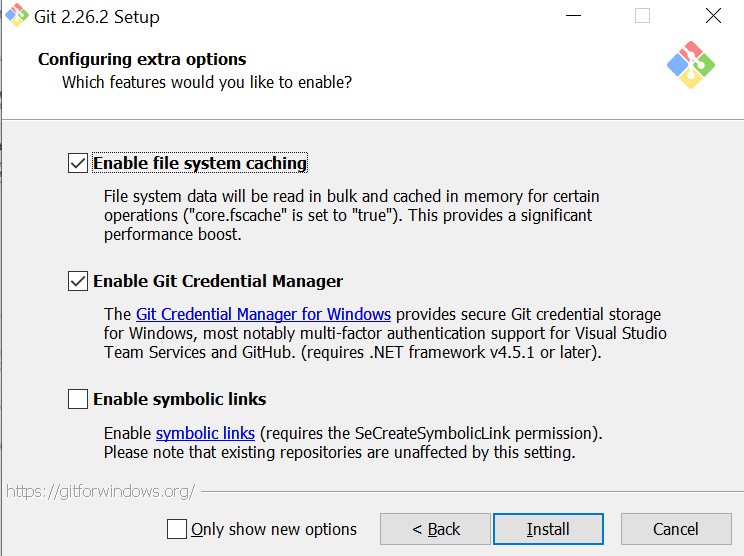 Git 2.26.2 Setup
Configuring extra options
Which features would you like to enable?
Enable file system caching
File system data will be read in bulk and cached in memory for certain
operations ("core.fscache" is set to "true"). This provides a significant
performance boost.
Enable Git Credential Manager
The Git Credential Manager for Windows provides secure Git credential storage
for Windows, most notably multi-factor authentication support for Visual Studio
Team Services and GitHub. (requires .NET framework v4.5.1 or later).
Enable symbolic links
Enable symbolic links (requires the SeCreateSymbolicLink permission).
Please note that existing repositories are unaffected by this setting.
https://gitforwindows.org/
Only show new options
< Back
Install
Cancel